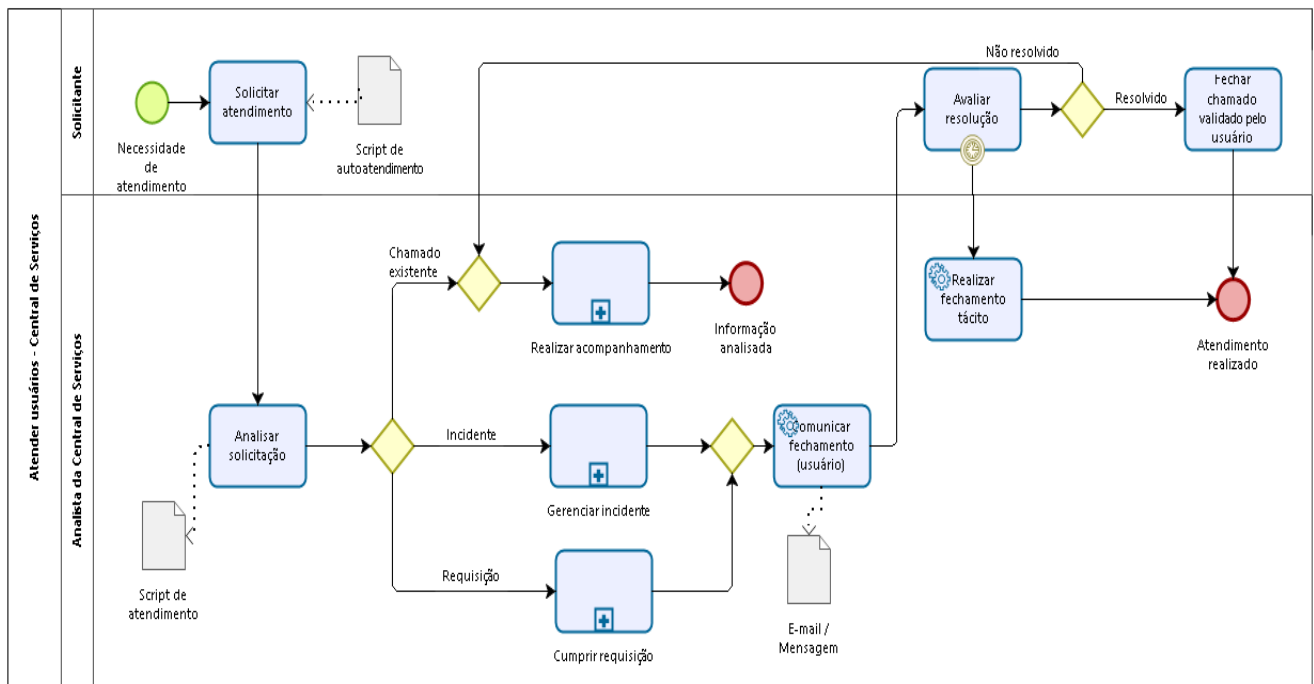 Atender usuários - Central de Serviços
Solicitante
Necessidade
de
atendimento
Solicitar
atendimento
Script de
autoatendimento
Não resolvido
Avaliar
resolução
Resolvido
Fechar
chamado
validado pelo
usuário
Analista da Central de Serviços
Chamado
existente
Realizar acompanhamento
Informação
analisada
Realizar
fechamento
tácito
Atendimento
realizado
Analisar
solicitação
Script de
atendimento
Incidente
Gerenciar incidente
Comunicar
fechamento
(usuário)
Requisição
Cumprir requisição
E-mail /
Mensagem